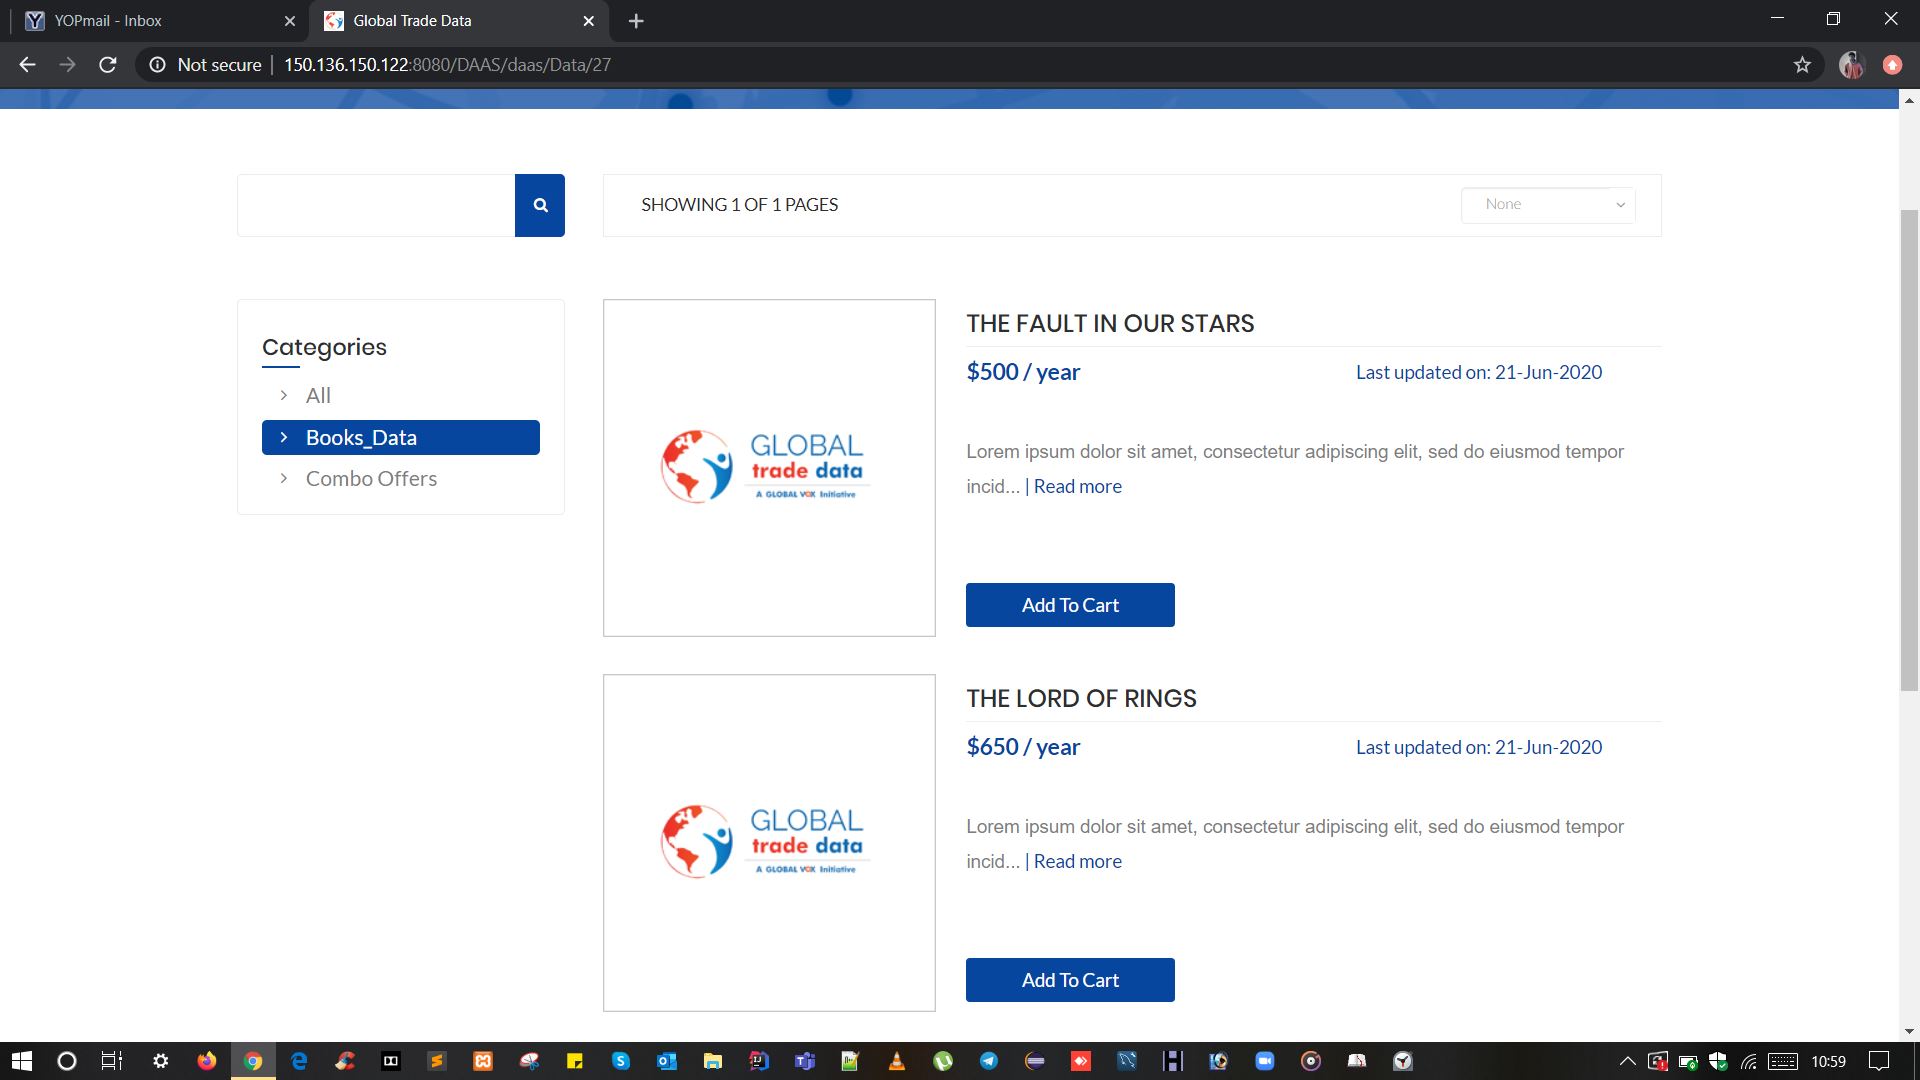 YOPmail - Inbox
Global Trade Data
Not secure
150.136.150.122:8080/DAAS/daas/Data/27
SHOWING 1 OF 1 PAGES
None
Categories
All
Books_Data
Combo Offers
GLOBAL
trade data
A GLOBAL VOX Initiative
THE FAULT IN OUR STARS
$500 / year
Last updated on: 21-Jun-2020
Lorem ipsum dolor sit amet, consectetur adipiscing elit, sed do eiusmod tempor
incid... | Read more
Add To Cart
GLOBAL
trade data
A GLOBAL VOX Initiative
THE LORD OF RINGS
$650 / year
Last updated on: 21-Jun-2020
Lorem ipsum dolor sit amet, consectetur adipiscing elit, sed do eiusmod tempor
incid... | Read more
Add To Cart
10:59